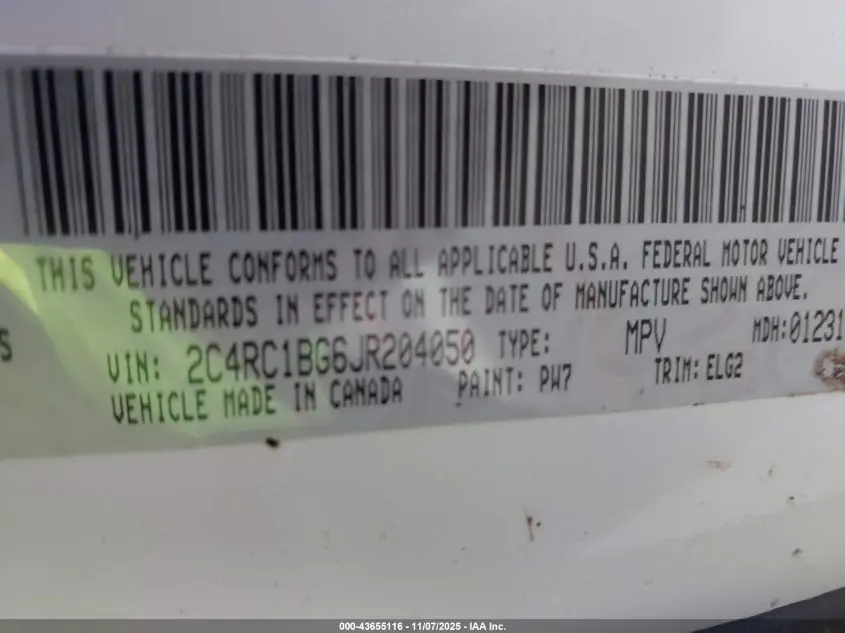 THIS VEHICLE CONFORMS TO ALL APPLICABLE U.S.A. FEDERAL MOTOR VEHICLE
STANDARDS IN EFFECT ON THE DATE OF MANUFACTURE SHOWN ABOVE.
S
VIN: 2C4RC1BG6JR204050 TYPE: MPV MDH:01231
VEHICLE MADE IN CANADA PAINT: PW7 TRIM: ELG2
000-43655116 - 11/07/2025 - IAA Inc.